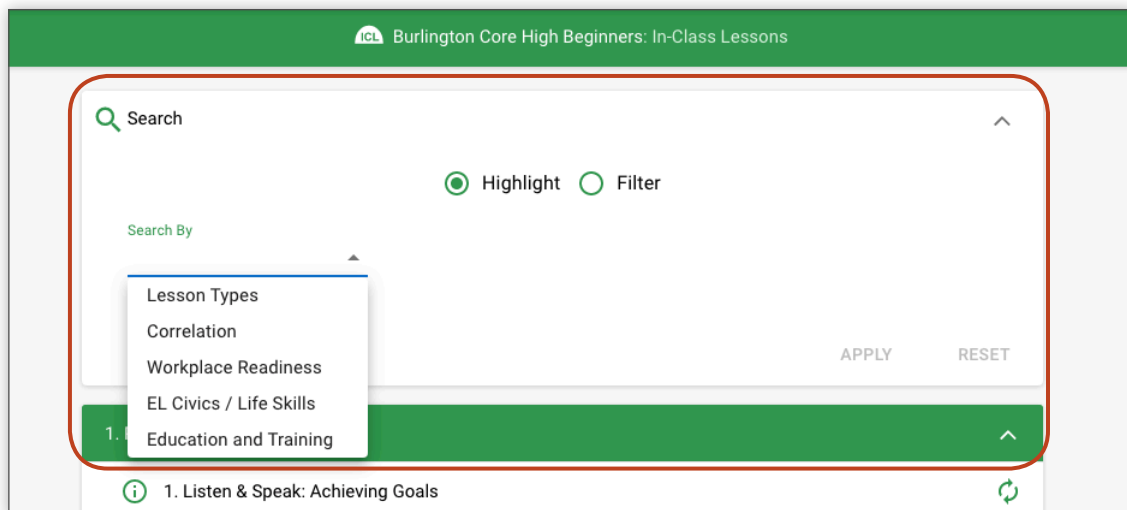 ICL Burlington Core High Beginners: In-Class Lessons
Search
Highlight Filter
Search By
Lesson Types
Correlation
Workplace Readiness
EL Civics / Life Skills
Education and Training
APPLY RESET
1.
1. Listen & Speak: Achieving Goals